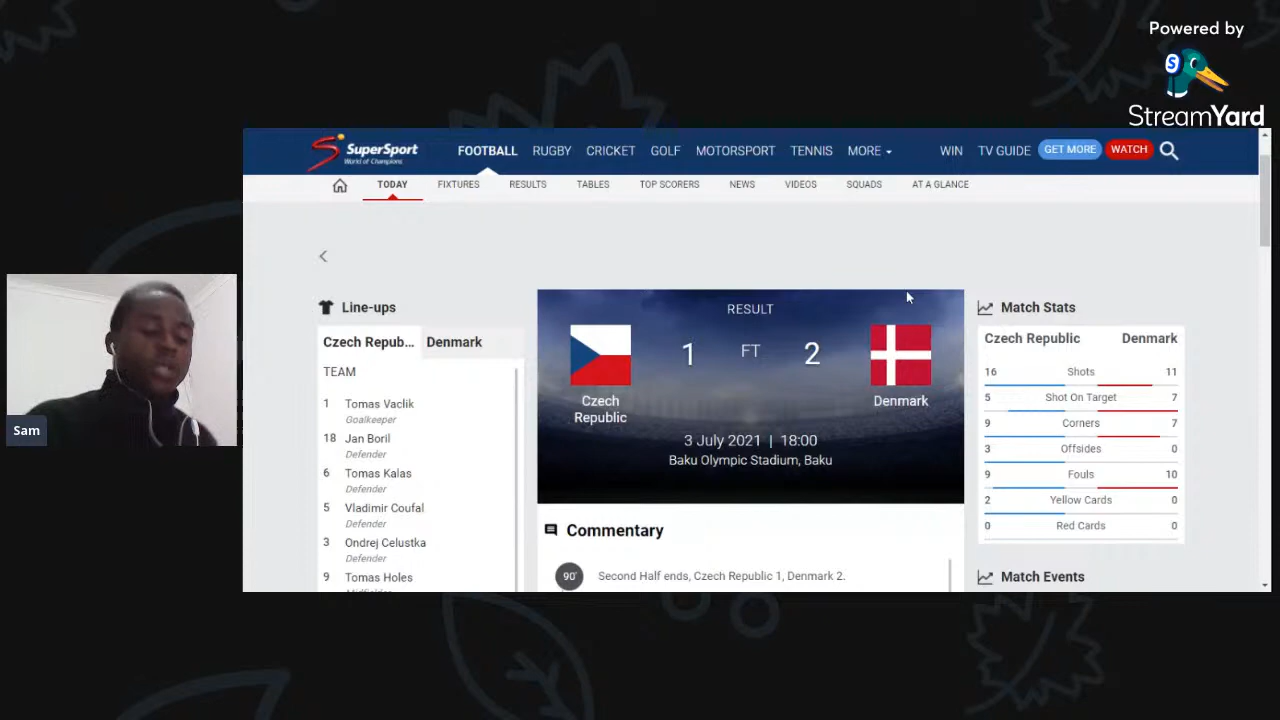 Powered by
S
StreamYard
SuperSport
World of Champions
FOOTBALL RUGBY CRICKET GOLF MOTORSPORT TENNIS MORE WIN TV GUIDE GET MORE WATCH
TODAY FIXTURES RESULTS TABLES TOP SCORERS NEWS VIDEOS SQUADS AT A GLANCE
Line-ups
Czech Repub... Denmark
TEAM
1 Tomas Vaclik
Goalkeeper
18 Jan Boril
Defender
6 Tomas Kalas
Defender
5 Vladimir Coufal
Defender
3 Ondrej Celustka
Defender
9 Tomas Holes
Midfielder
RESULT
1 FT 2
Czech
Republic
Denmark
3 July 2021 | 18:00
Baku Olympic Stadium, Baku
Commentary
90' Second Half ends, Czech Republic 1, Denmark 2.
Match Stats
Czech Republic Denmark
16 Shots 11
5 Shot On Target 7
9 Corners 7
3 Offsides 0
9 Fouls 10
2 Yellow Cards 0
0 Red Cards 0
Match Events
Sam